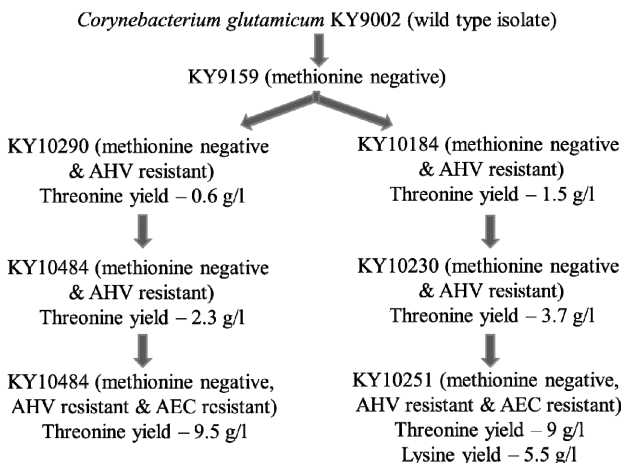 Corynebacterium glutamicum KY9002 (wild type isolate)
KY9159 (methionine negative)
KY10290 (methionine negative
& AHV resistant)
Threonine yield – 0.6 g/l
KY10484 (methionine negative
& AHV resistant)
Threonine yield – 2.3 g/l
KY10484 (methionine negative,
AHV resistant & AEC resistant)
Threonine yield – 9.5 g/l
KY10184 (methionine negative
& AHV resistant)
Threonine yield – 1.5 g/l
KY10230 (methionine negative
& AHV resistant)
Threonine yield – 3.7 g/l
KY10251 (methionine negative,
AHV resistant & AEC resistant)
Threonine yield – 9 g/l
Lysine yield – 5.5 g/l